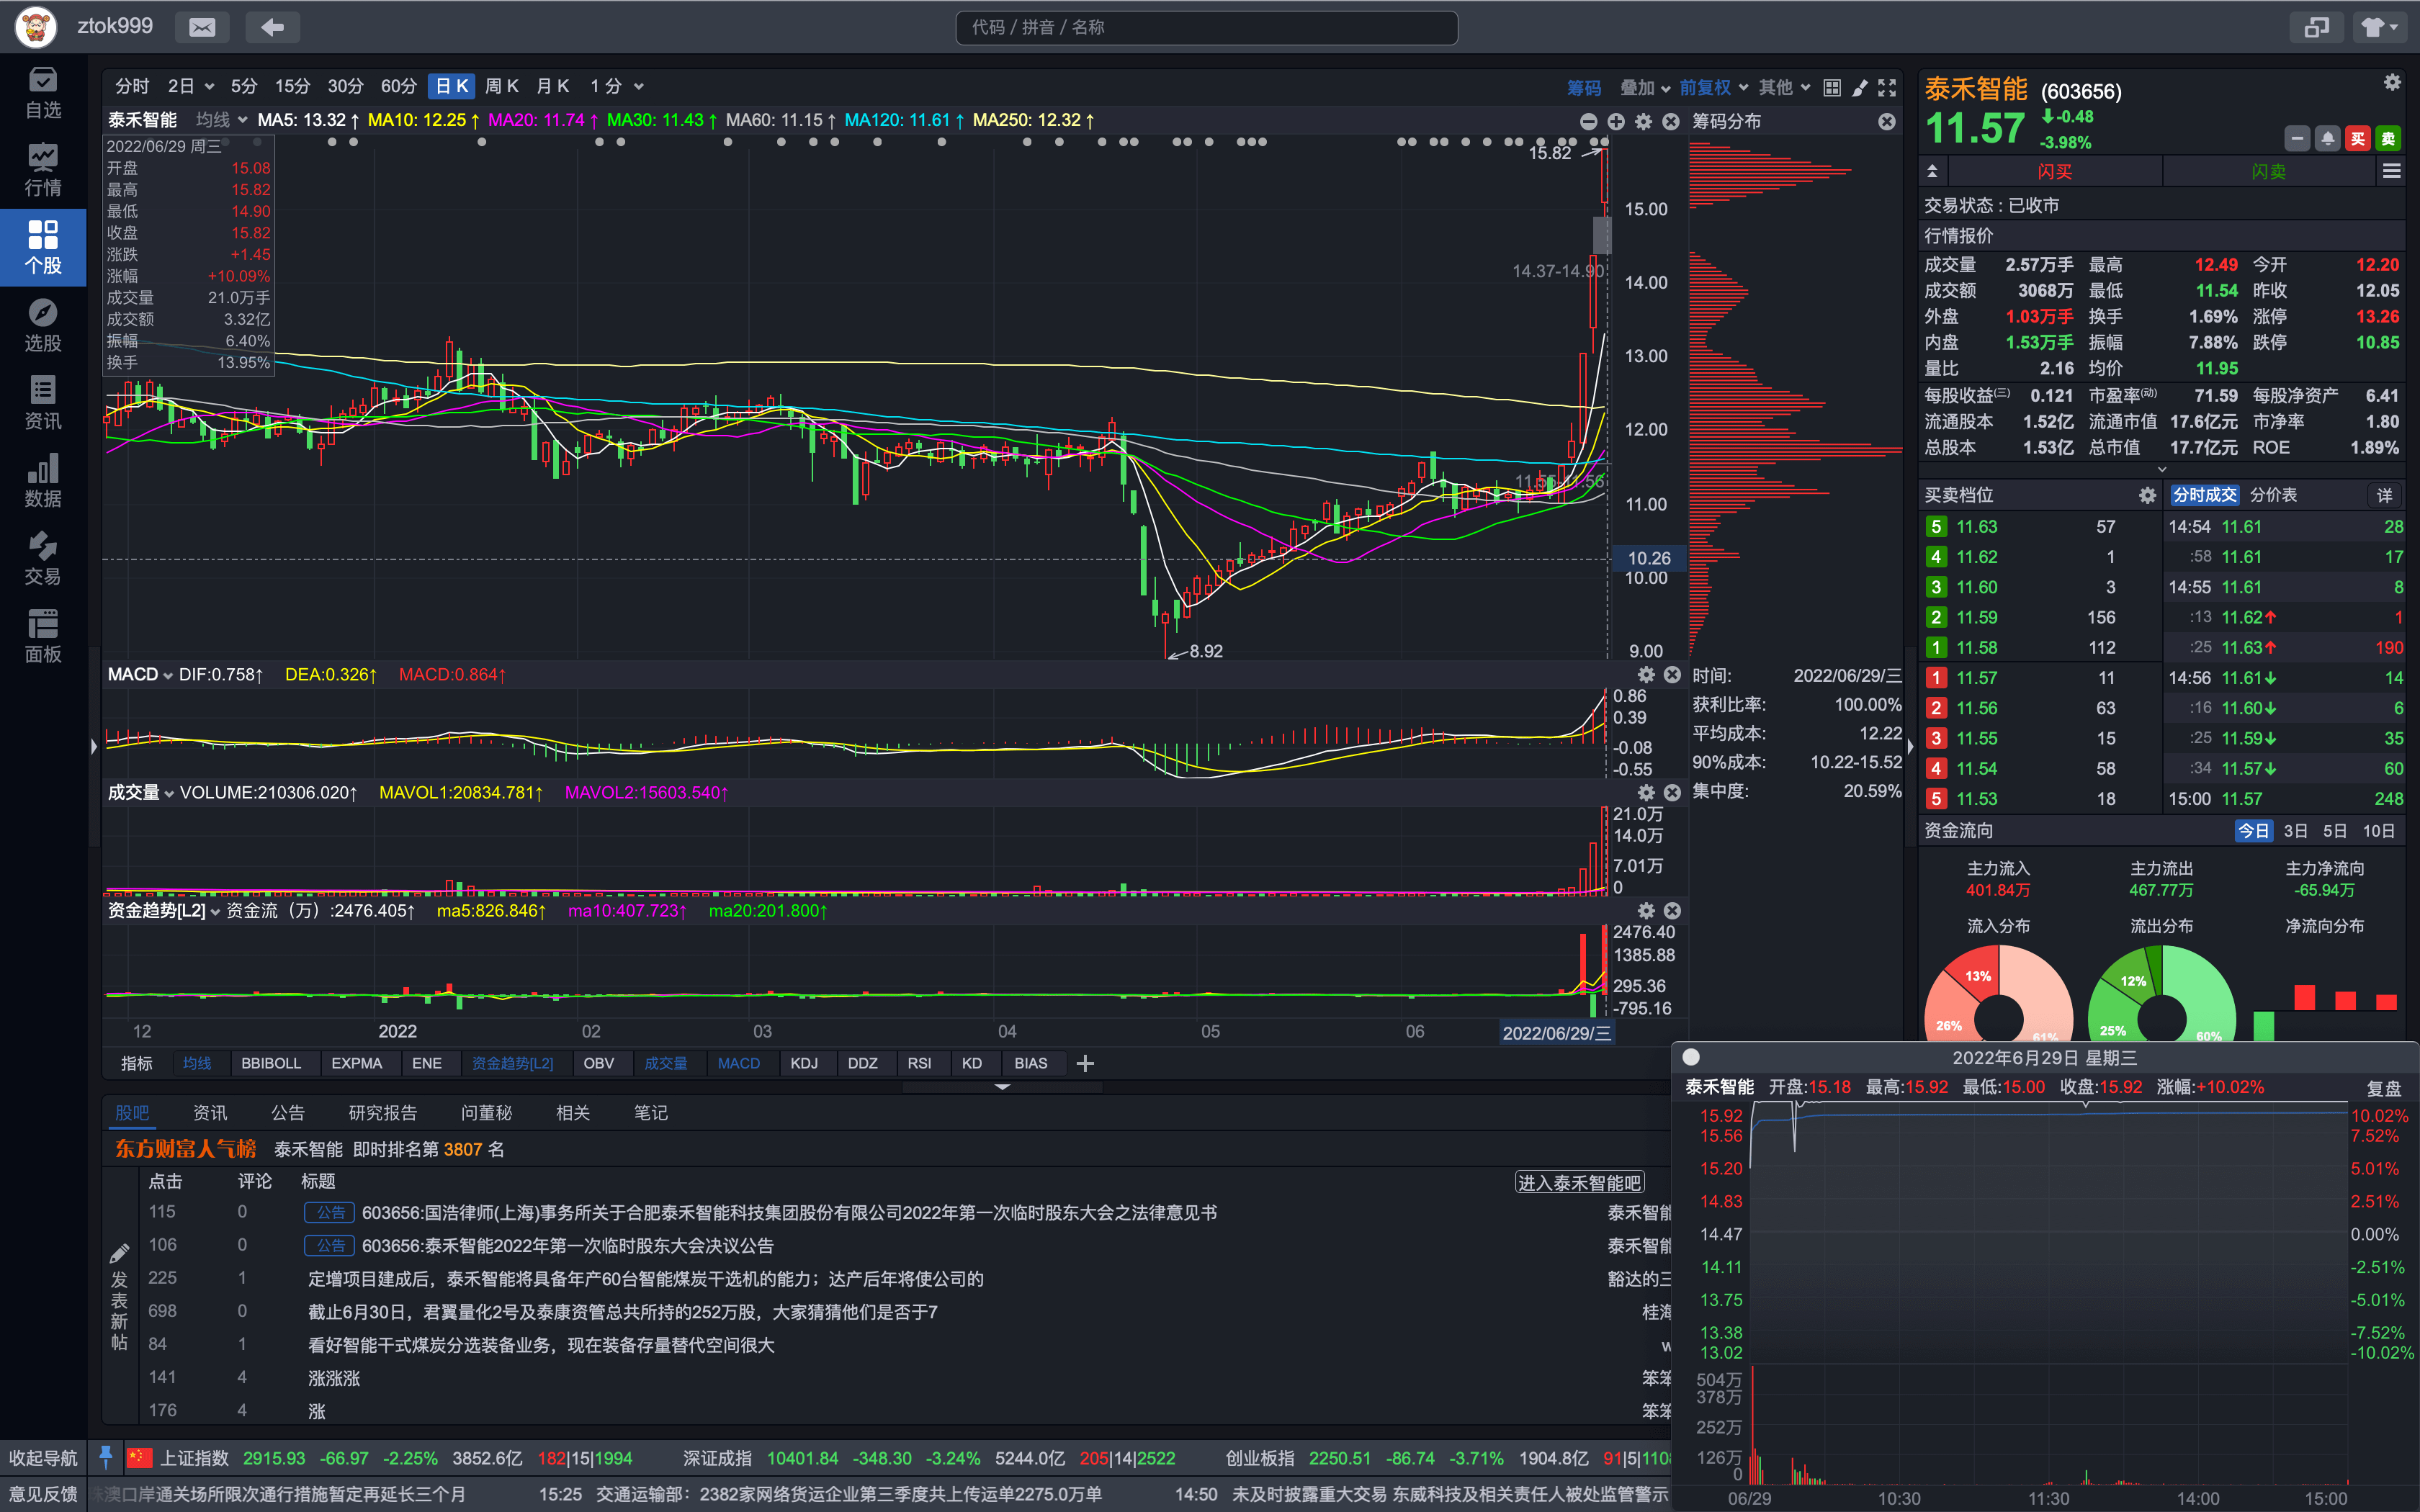 ztok999
代码 / 拼音 / 名称
自选
行情
个股
选股
资讯
数据
交易
面板
收起导航
意见反馈
分时 2日 5分 15分 30分 60分 日K 周K 月K 1分
筹码 叠加 前复权 其他
泰禾智能 均线 MA5: 13.32↑ MA10: 12.25↑ MA20: 11.74↑ MA30: 11.43↑ MA60: 11.15↑ MA120: 11.61↑ MA250: 12.32↑
2022/06/29 周三
开盘 15.08
最高 15.82
最低 14.90
收盘 15.82
涨跌 +1.45
涨幅 +10.09%
成交量 21.0万手
成交额 3.32亿
振幅 6.40%
换手 13.95%
15.82
14.37-14.90
8.92
15.00
14.00
13.00
12.00
11.00
10.26
10.00
9.00
筹码分布
时间: 2022/06/29/三
获利比率: 100.00%
平均成本: 12.22
90%成本: 10.22-15.52
集中度: 20.59%
MACD DIF:0.758↑ DEA:0.326↑ MACD:0.864↑
0.86
0.39
-0.08
-0.55
成交量 VOLUME:210306.020↑ MAVOL1:20834.781↑ MAVOL2:15603.540↑
21.0万
14.0万
7.01万
0
资金趋势[L2] 资金流（万）:2476.405↑ ma5:826.846↑ ma10:407.723↑ ma20:201.800↑
2476.40
1385.88
295.36
-795.16
12 2022 02 03 04 05 06 2022/06/29/三
指标 均线 BBIBOLL EXPMA ENE 资金趋势[L2] OBV 成交量 MACD KDJ DDZ RSI KD BIAS
股吧 资讯 公告 研究报告 问董秘 相关 笔记
东方财富人气榜 泰禾智能 即时排名第 3807 名
点击 评论 标题
进入泰禾智能吧
发表新帖
115 0 公告 603656:国浩律师(上海)事务所关于合肥泰禾智能科技集团股份有限公司2022年第一次临时股东大会之法律意见书 泰禾智能
106 0 公告 603656:泰禾智能2022年第一次临时股东大会决议公告 泰禾智能
225 1 定增项目建成后，泰禾智能将具备年产60台智能煤炭干选机的能力；达产后年将使公司的 豁达的三
698 0 截止6月30日，君翼量化2号及泰康资管总共所持的252万股，大家猜猜他们是否于7 桂海
84 1 看好智能干式煤炭分选装备业务，现在装备存量替代空间很大 w
141 4 涨涨涨 笨笨
176 4 涨 笨笨
泰禾智能 (603656)
11.57 -0.48
-3.98%
买 卖
闪买 闪卖
交易状态：已收市
行情报价
成交量 2.57万手 最高 12.49 今开 12.20
成交额 3068万 最低 11.54 昨收 12.05
外盘 1.03万手 换手 1.69% 涨停 13.26
内盘 1.53万手 振幅 7.88% 跌停 10.85
量比 2.16 均价 11.95
每股收益(三) 0.121 市盈率(动) 71.59 每股净资产 6.41
流通股本 1.52亿 流通市值 17.6亿元 市净率 1.80
总股本 1.53亿 总市值 17.7亿元 ROE 1.89%
买卖档位 分时成交 分价表 详
5 11.63 57 14:54 11.61 28
4 11.62 1 :58 11.61 17
3 11.60 3 14:55 11.61 8
2 11.59 156 :13 11.62↑ 1
1 11.58 112 :25 11.63↑ 190
1 11.57 11 14:56 11.61↓ 14
2 11.56 63 :16 11.60↓ 6
3 11.55 15 :25 11.59↓ 35
4 11.54 58 :34 11.57↓ 60
5 11.53 18 15:00 11.57 248
资金流向 今日 3日 5日 10日
主力流入 主力流出 主力净流向
401.84万 467.77万 -65.94万
流入分布 流出分布 净流向分布
13% 26% 61%
12% 25% 60%
2022年6月29日 星期三
泰禾智能 开盘:15.18 最高:15.92 最低:15.00 收盘:15.92 涨幅:+10.02% 复盘
15.92 10.02%
15.56 7.52%
15.20 5.01%
14.83 2.51%
14.47 0.00%
14.11 -2.51%
13.75 -5.01%
13.38 -7.52%
13.02 -10.02%
504万
378万
252万
126万
0
06/29 10:30 11:30 14:00 15:00
上证指数 2915.93 -66.97 -2.25% 3852.6亿 182|15|1994 深证成指 10401.84 -348.30 -3.24% 5244.0亿 205|14|2522 创业板指 2250.51 -86.74 -3.71% 1904.8亿 91|5|110
珠澳口岸通关场所限次通行措施暂定再延长三个月 15:25 交通运输部：2382家网络货运企业第三季度共上传运单2275.0万单 14:50 未及时披露重大交易 东威科技及相关责任人被处监管警示